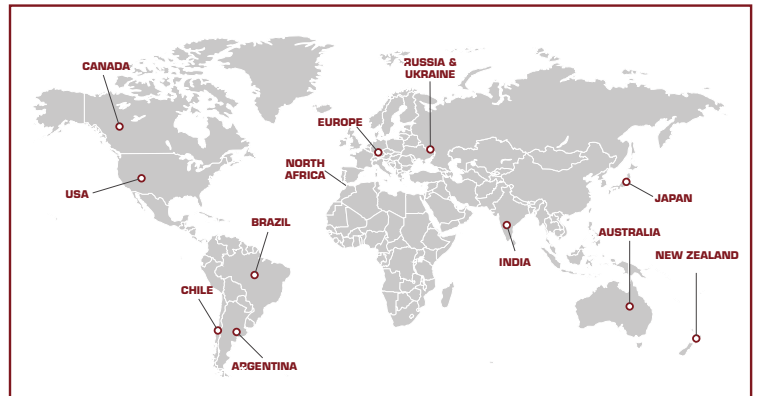 CANADA
RUSSIA &
UKRAINE
EUROPE
NORTH
AFRICA
USA
JAPAN
BRAZIL
AUSTRALIA
NEW ZEALAND
INDIA
CHILE
ARGENTINA